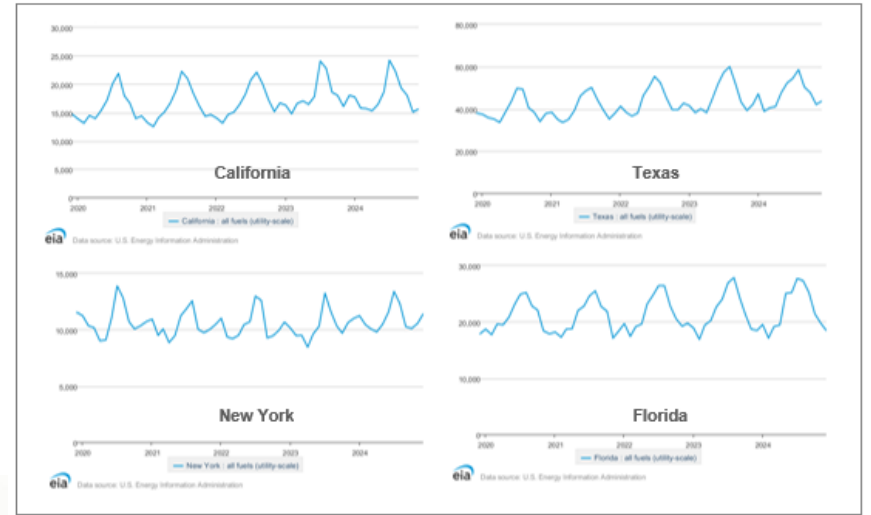 30,000
25,000
20,000
15,000
10,000
5,000
0
California
2020 2021 2022 2023 2024
California : all fuels (utility-scale)
eia Data source: U.S. Energy Information Administration
80,000
60,000
40,000
20,000
0
Texas
2020 2021 2022 2023 2024
Texas : all fuels (utility-scale)
eia Data source: U.S. Energy Information Administration
15,000
10,000
5,000
0
New York
2020 2021 2022 2023 2024
New York : all fuels (utility-scale)
eia Data source: U.S. Energy Information Administration
30,000
20,000
10,000
0
Florida
2020 2021 2022 2023 2024
Florida : all fuels (utility-scale)
eia Data source: U.S. Energy Information Administration